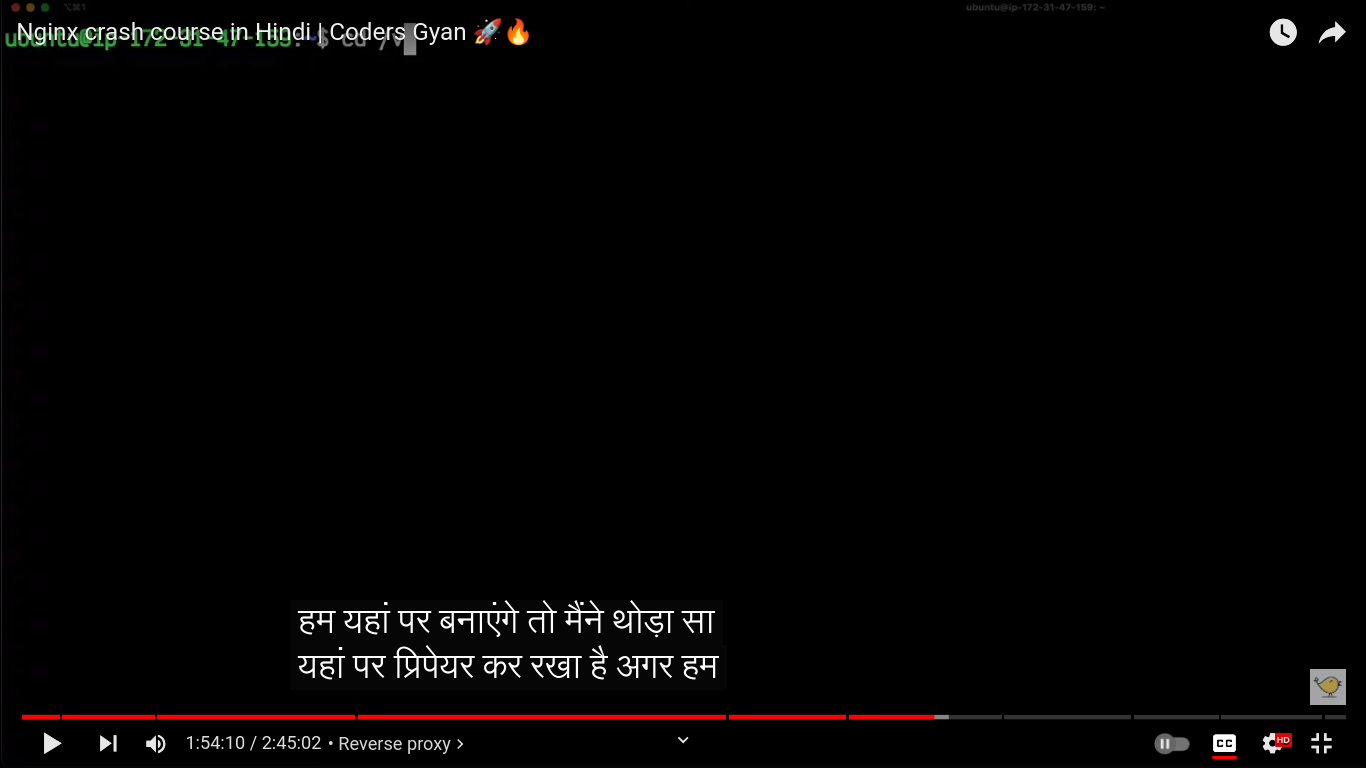 ⌥⌘1
ubuntu@ip-172-31-47-159: ~
Nginx crash course in Hindi | Coders Gyan 🚀🔥
ubuntu@ip-172-31-47-159:~$ cd /v
हम यहां पर बनाएंगे तो मैंने थोड़ा सा
यहां पर प्रिपेयर कर रखा है अगर हम
1:54:10 / 2:45:02 • Reverse proxy >
CC
HD